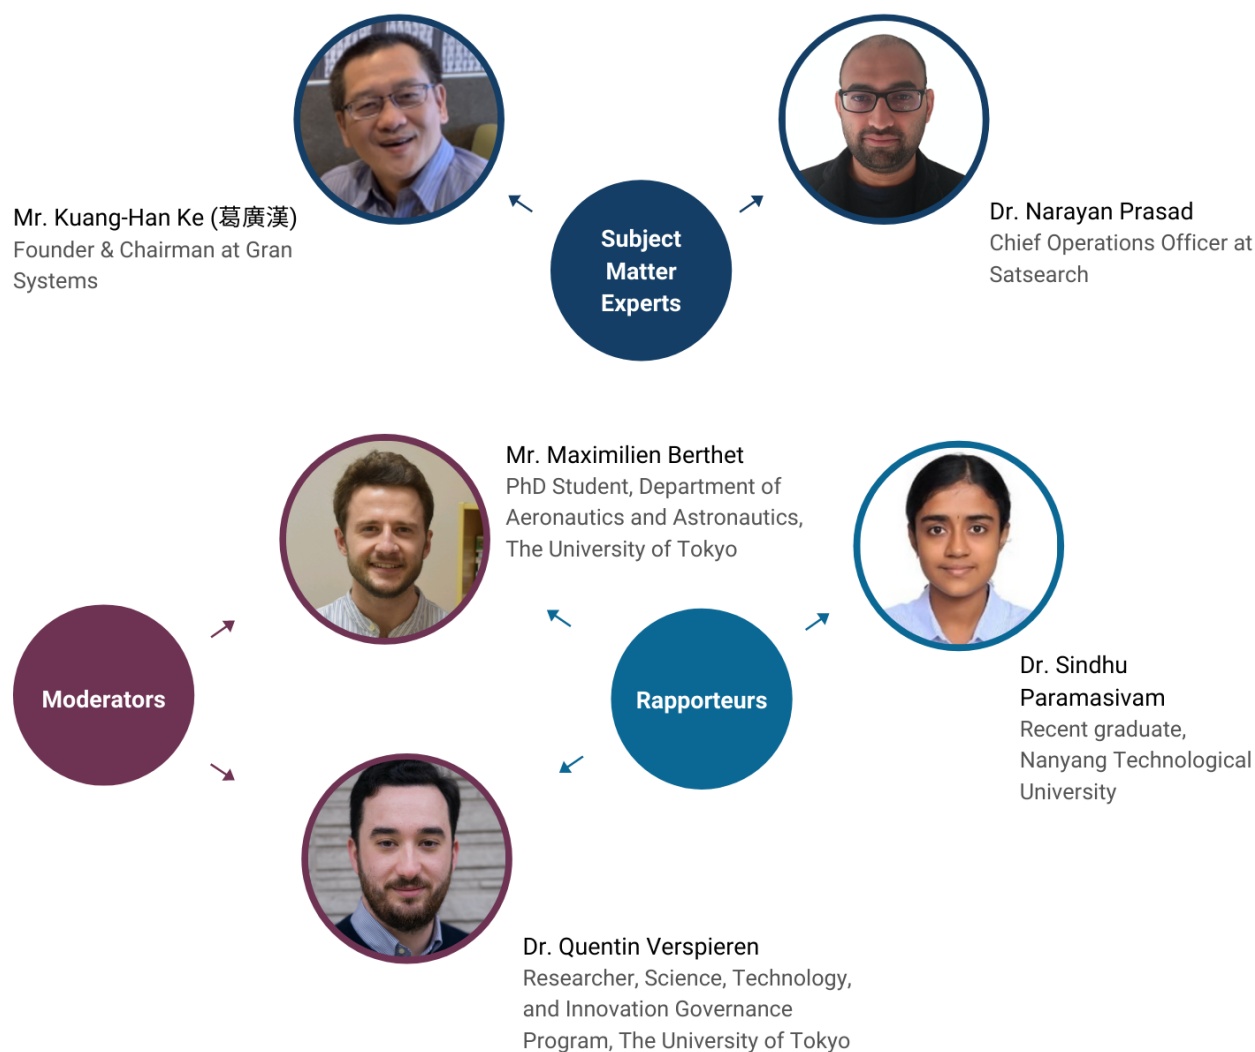 Mr. Kuang-Han Ke (葛廣漢)
Founder & Chairman at Gran
Systems
Subject
Matter
Experts
Dr. Narayan Prasad
Chief Operations Officer at
Satsearch
Mr. Maximilien Berthet
PhD Student, Department of
Aeronautics and Astronautics,
The University of Tokyo
Moderators
Rapporteurs
Dr. Sindhu
Paramasivam
Recent graduate,
Nanyang Technological
University
Dr. Quentin Verspieren
Researcher, Science, Technology,
and Innovation Governance
Program, The University of Tokyo